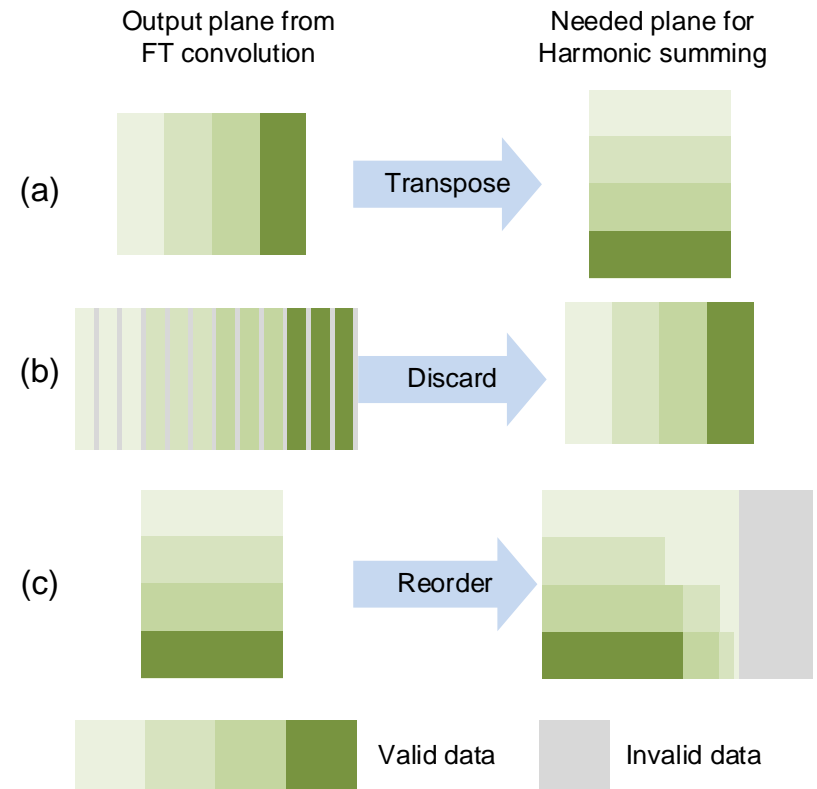 Output plane from
FT convolution
Needed plane for
Harmonic summing
(a)
Transpose
(b)
Discard
(c)
Reorder
Valid data
Invalid data